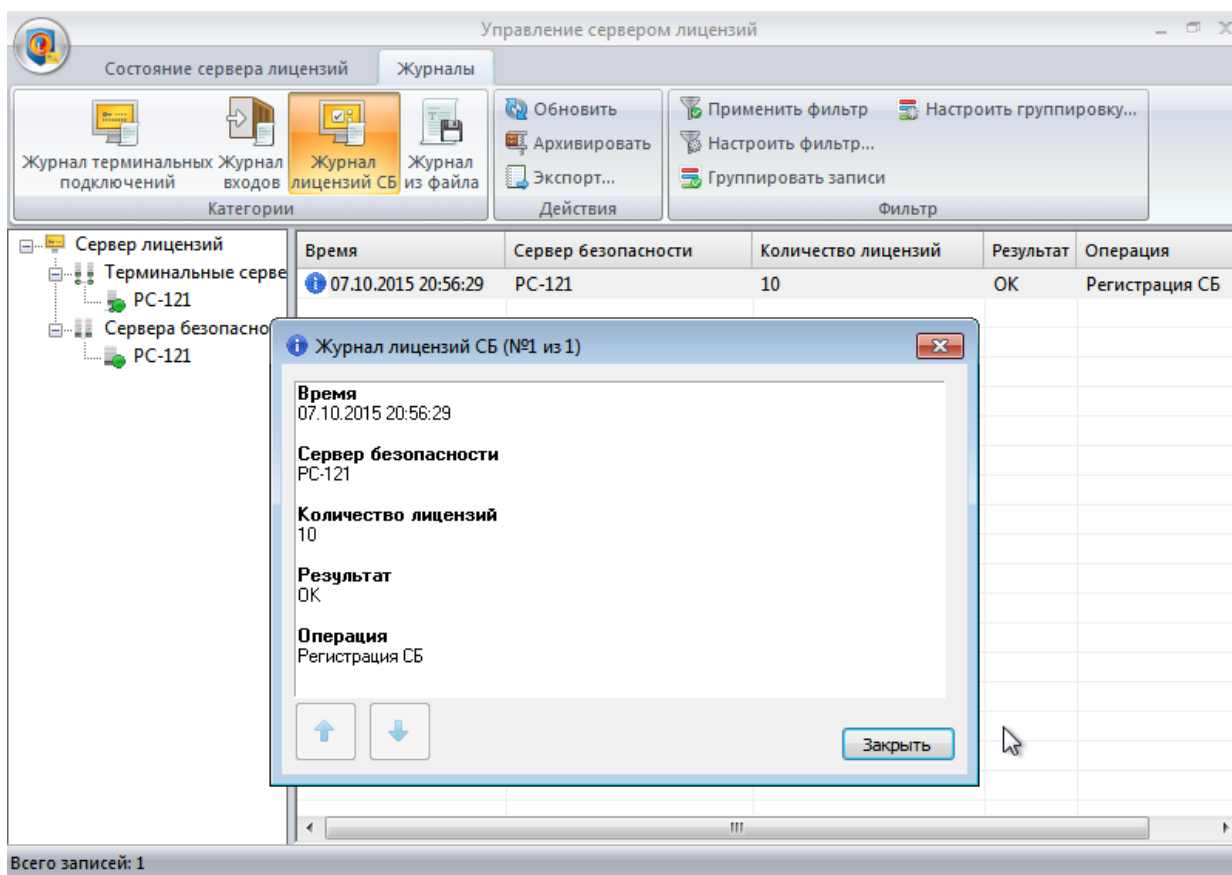 Управление сервером лицензий
Состояние сервера лицензий Журналы
Журнал терминальных подключений
Журнал входов
Журнал лицензий СБ
Журнал из файла
Категории
Обновить
Архивировать
Экспорт...
Действия
Применить фильтр
Настроить фильтр...
Группировать записи
Настроить группировку...
Фильтр
Сервер лицензий
Терминальные серве
PC-121
Сервера безопасно
PC-121
Время Сервер безопасности Количество лицензий Результат Операция
07.10.2015 20:56:29 PC-121 10 OK Регистрация СБ
Журнал лицензий СБ (№1 из 1)
Время
07.10.2015 20:56:29
Сервер безопасности
PC-121
Количество лицензий
10
Результат
OK
Операция
Регистрация СБ
Закрыть
Всего записей: 1